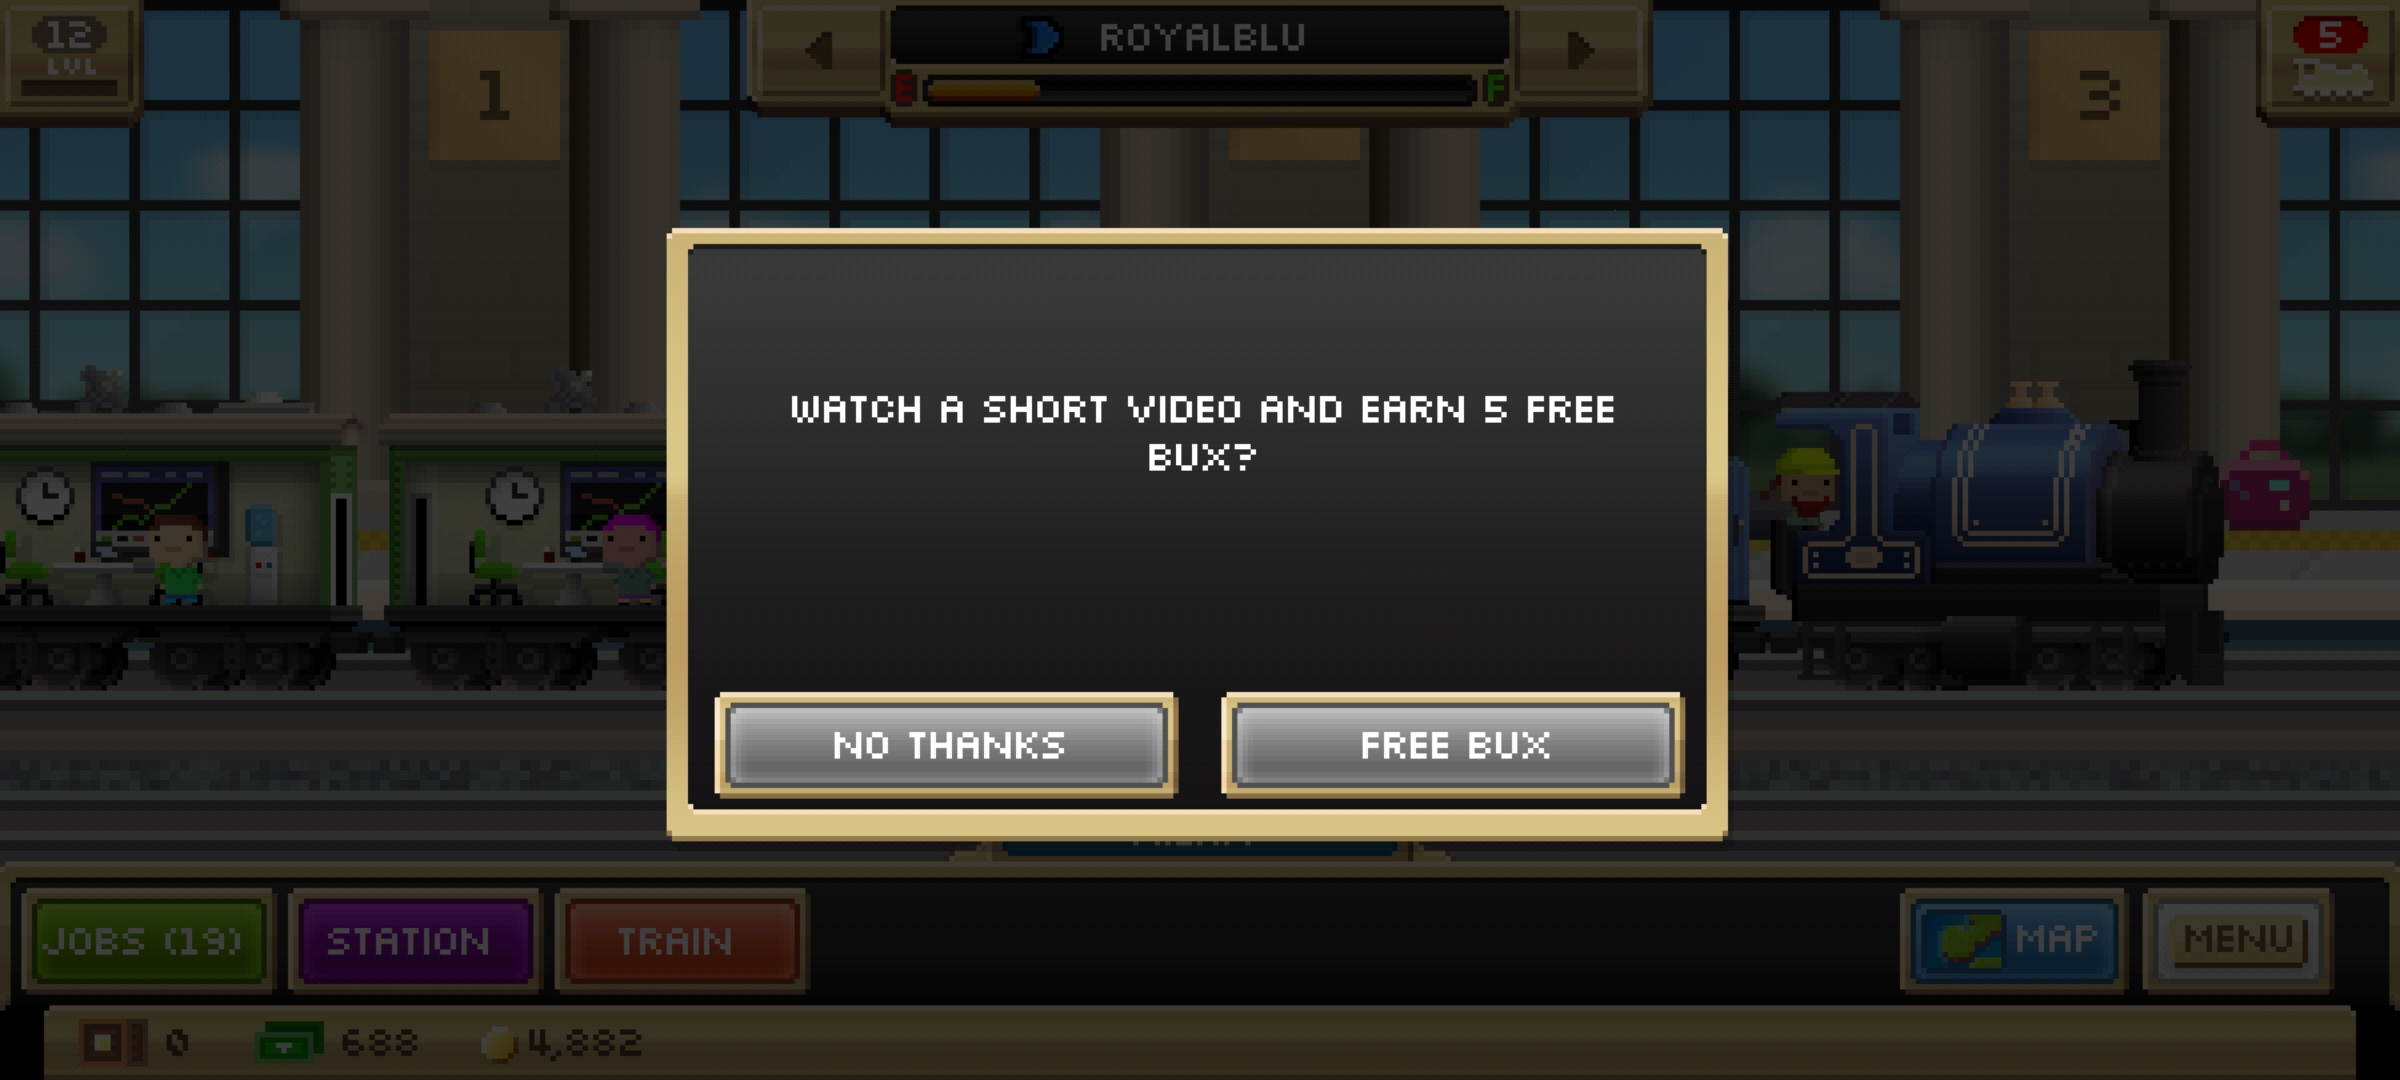 12
LVL
1
ROYALBLU
E F
3
5
WATCH A SHORT VIDEO AND EARN 5 FREE
BUX?
NO THANKS
FREE BUX
JOBS (19)
STATION
TRAIN
MAP
MENU
0
688
4,882